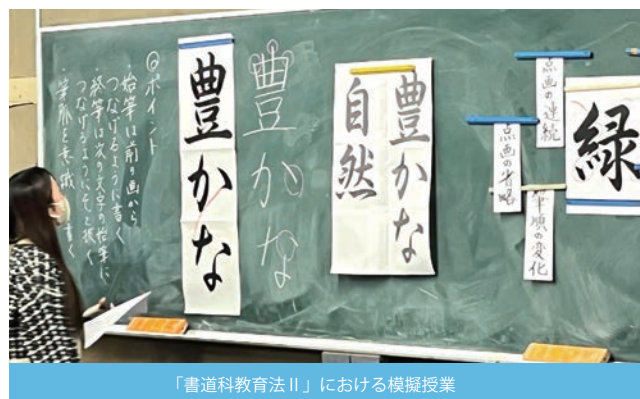 緑
点画の連続
筆順の変化
点画の省略
豊かな
自然
豊かな
豊かな
◎ポイント
・始筆は前の画から
つなげるように書く
・終筆は次の文字の始筆に
つなげるように抜く
・筆脈を意識 書く
「書道科教育法Ⅱ」における模擬授業